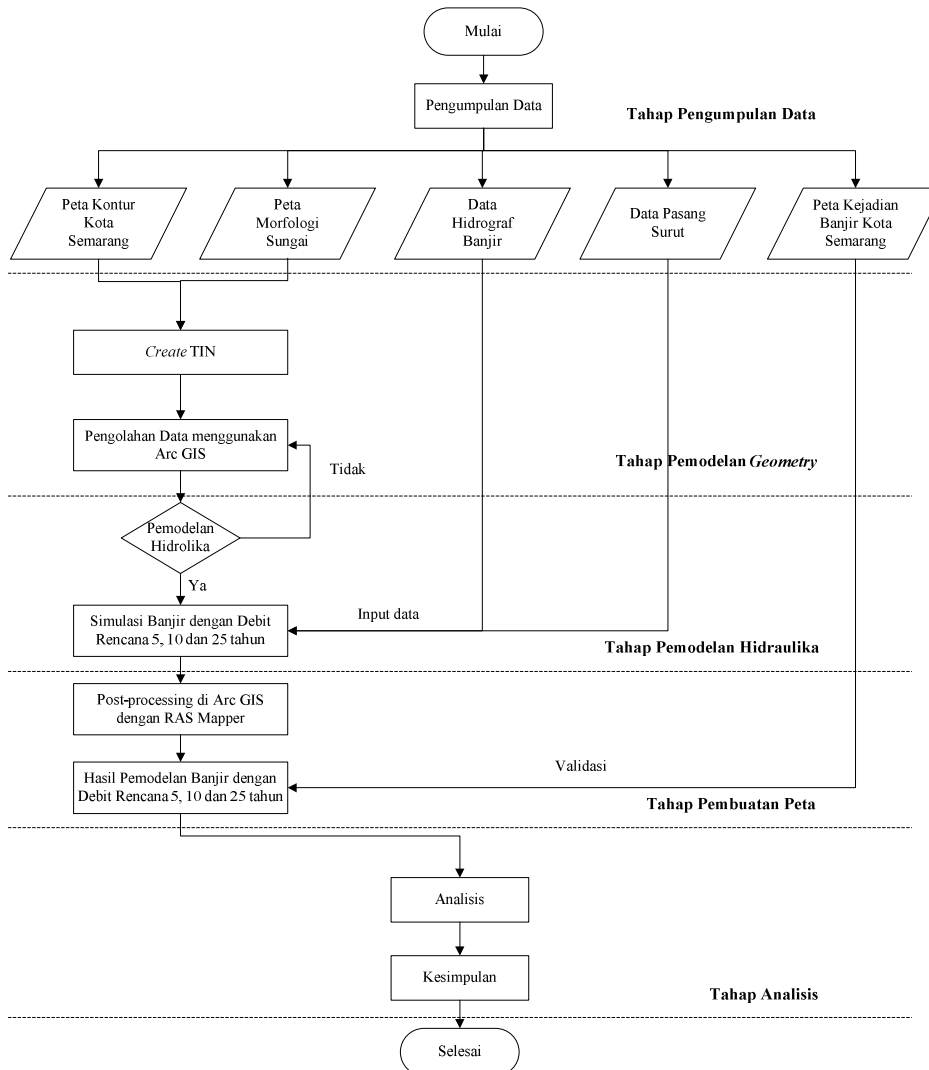 Mulai
Pengumpulan Data
Tahap Pengumpulan Data
Peta Kontur
Kota
Semarang
Peta
Morfologi
Sungai
Data
Hidrograf
Banjir
Data Pasang
Surut
Peta Kejadian
Banjir Kota
Semarang
Create TIN
Pengolahan Data menggunakan
Arc GIS
Tidak
Tahap Pemodelan Geometry
Pemodelan
Hidrolika
Ya
Simulasi Banjir dengan Debit
Rencana 5, 10 dan 25 tahun
Input data
Tahap Pemodelan Hidraulika
Post-processing di Arc GIS
dengan RAS Mapper
Hasil Pemodelan Banjir dengan
Debit Rencana 5, 10 dan 25 tahun
Validasi
Tahap Pembuatan Peta
Analisis
Kesimpulan
Tahap Analisis
Selesai